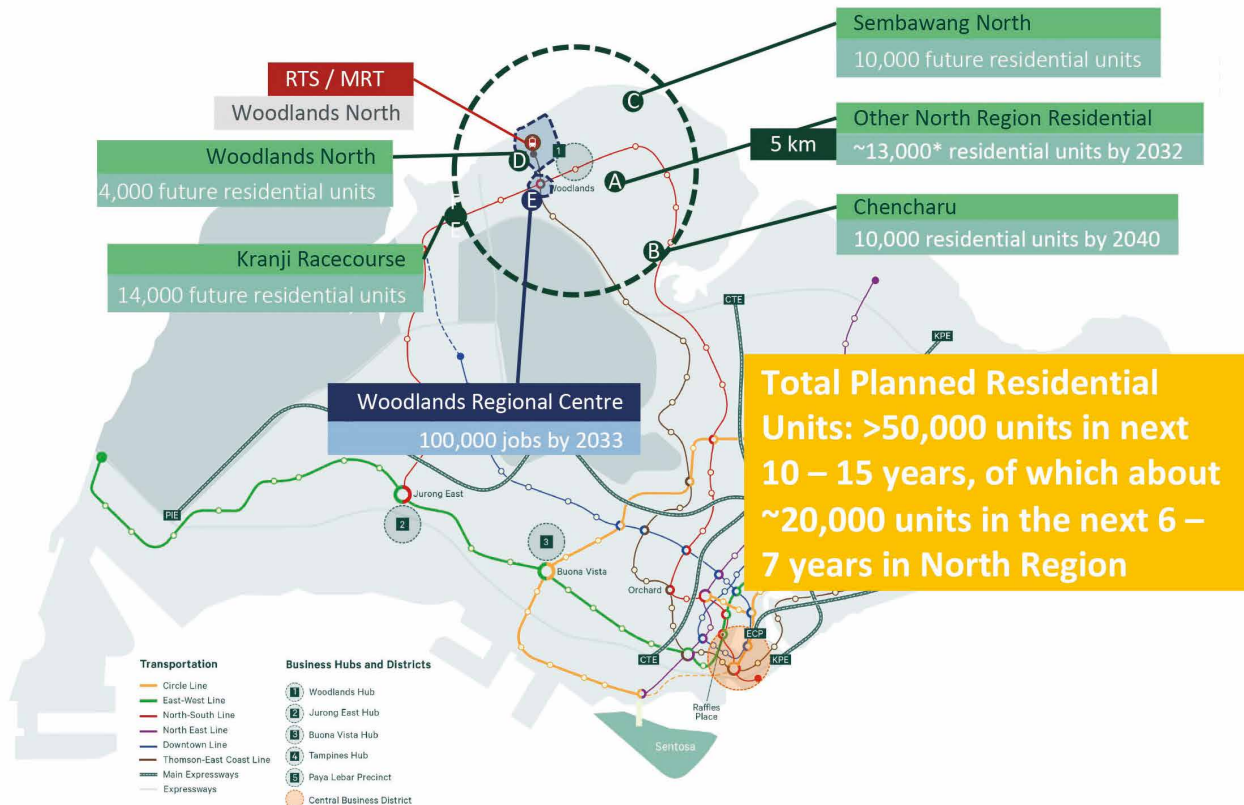 Sembawang North
10,000 future residential units
RTS / MRT
Woodlands North
C
Other North Region Residential
~13,000* residential units by 2032
5 km
Woodlands North
4,000 future residential units
D
1
Woodlands
A
E
Chencharu
10,000 residential units by 2040
B
E
Kranji Racecourse
14,000 future residential units
CTE
KPE
Woodlands Regional Centre
100,000 jobs by 2033
Total Planned Residential
Units: >50,000 units in next
10 – 15 years, of which about
~20,000 units in the next 6 –
7 years in North Region
Jurong East
PIE
2
3
Buona Vista
Orchard
ECP
CTE
KPE
Raffles
Place
Sentosa
Transportation
Circle Line
East-West Line
North-South Line
North East Line
Downtown Line
Thomson-East Coast Line
Main Expressways
Expressways
Business Hubs and Districts
1 Woodlands Hub
2 Jurong East Hub
3 Buona Vista Hub
4 Tampines Hub
5 Paya Lebar Precinct
Central Business District